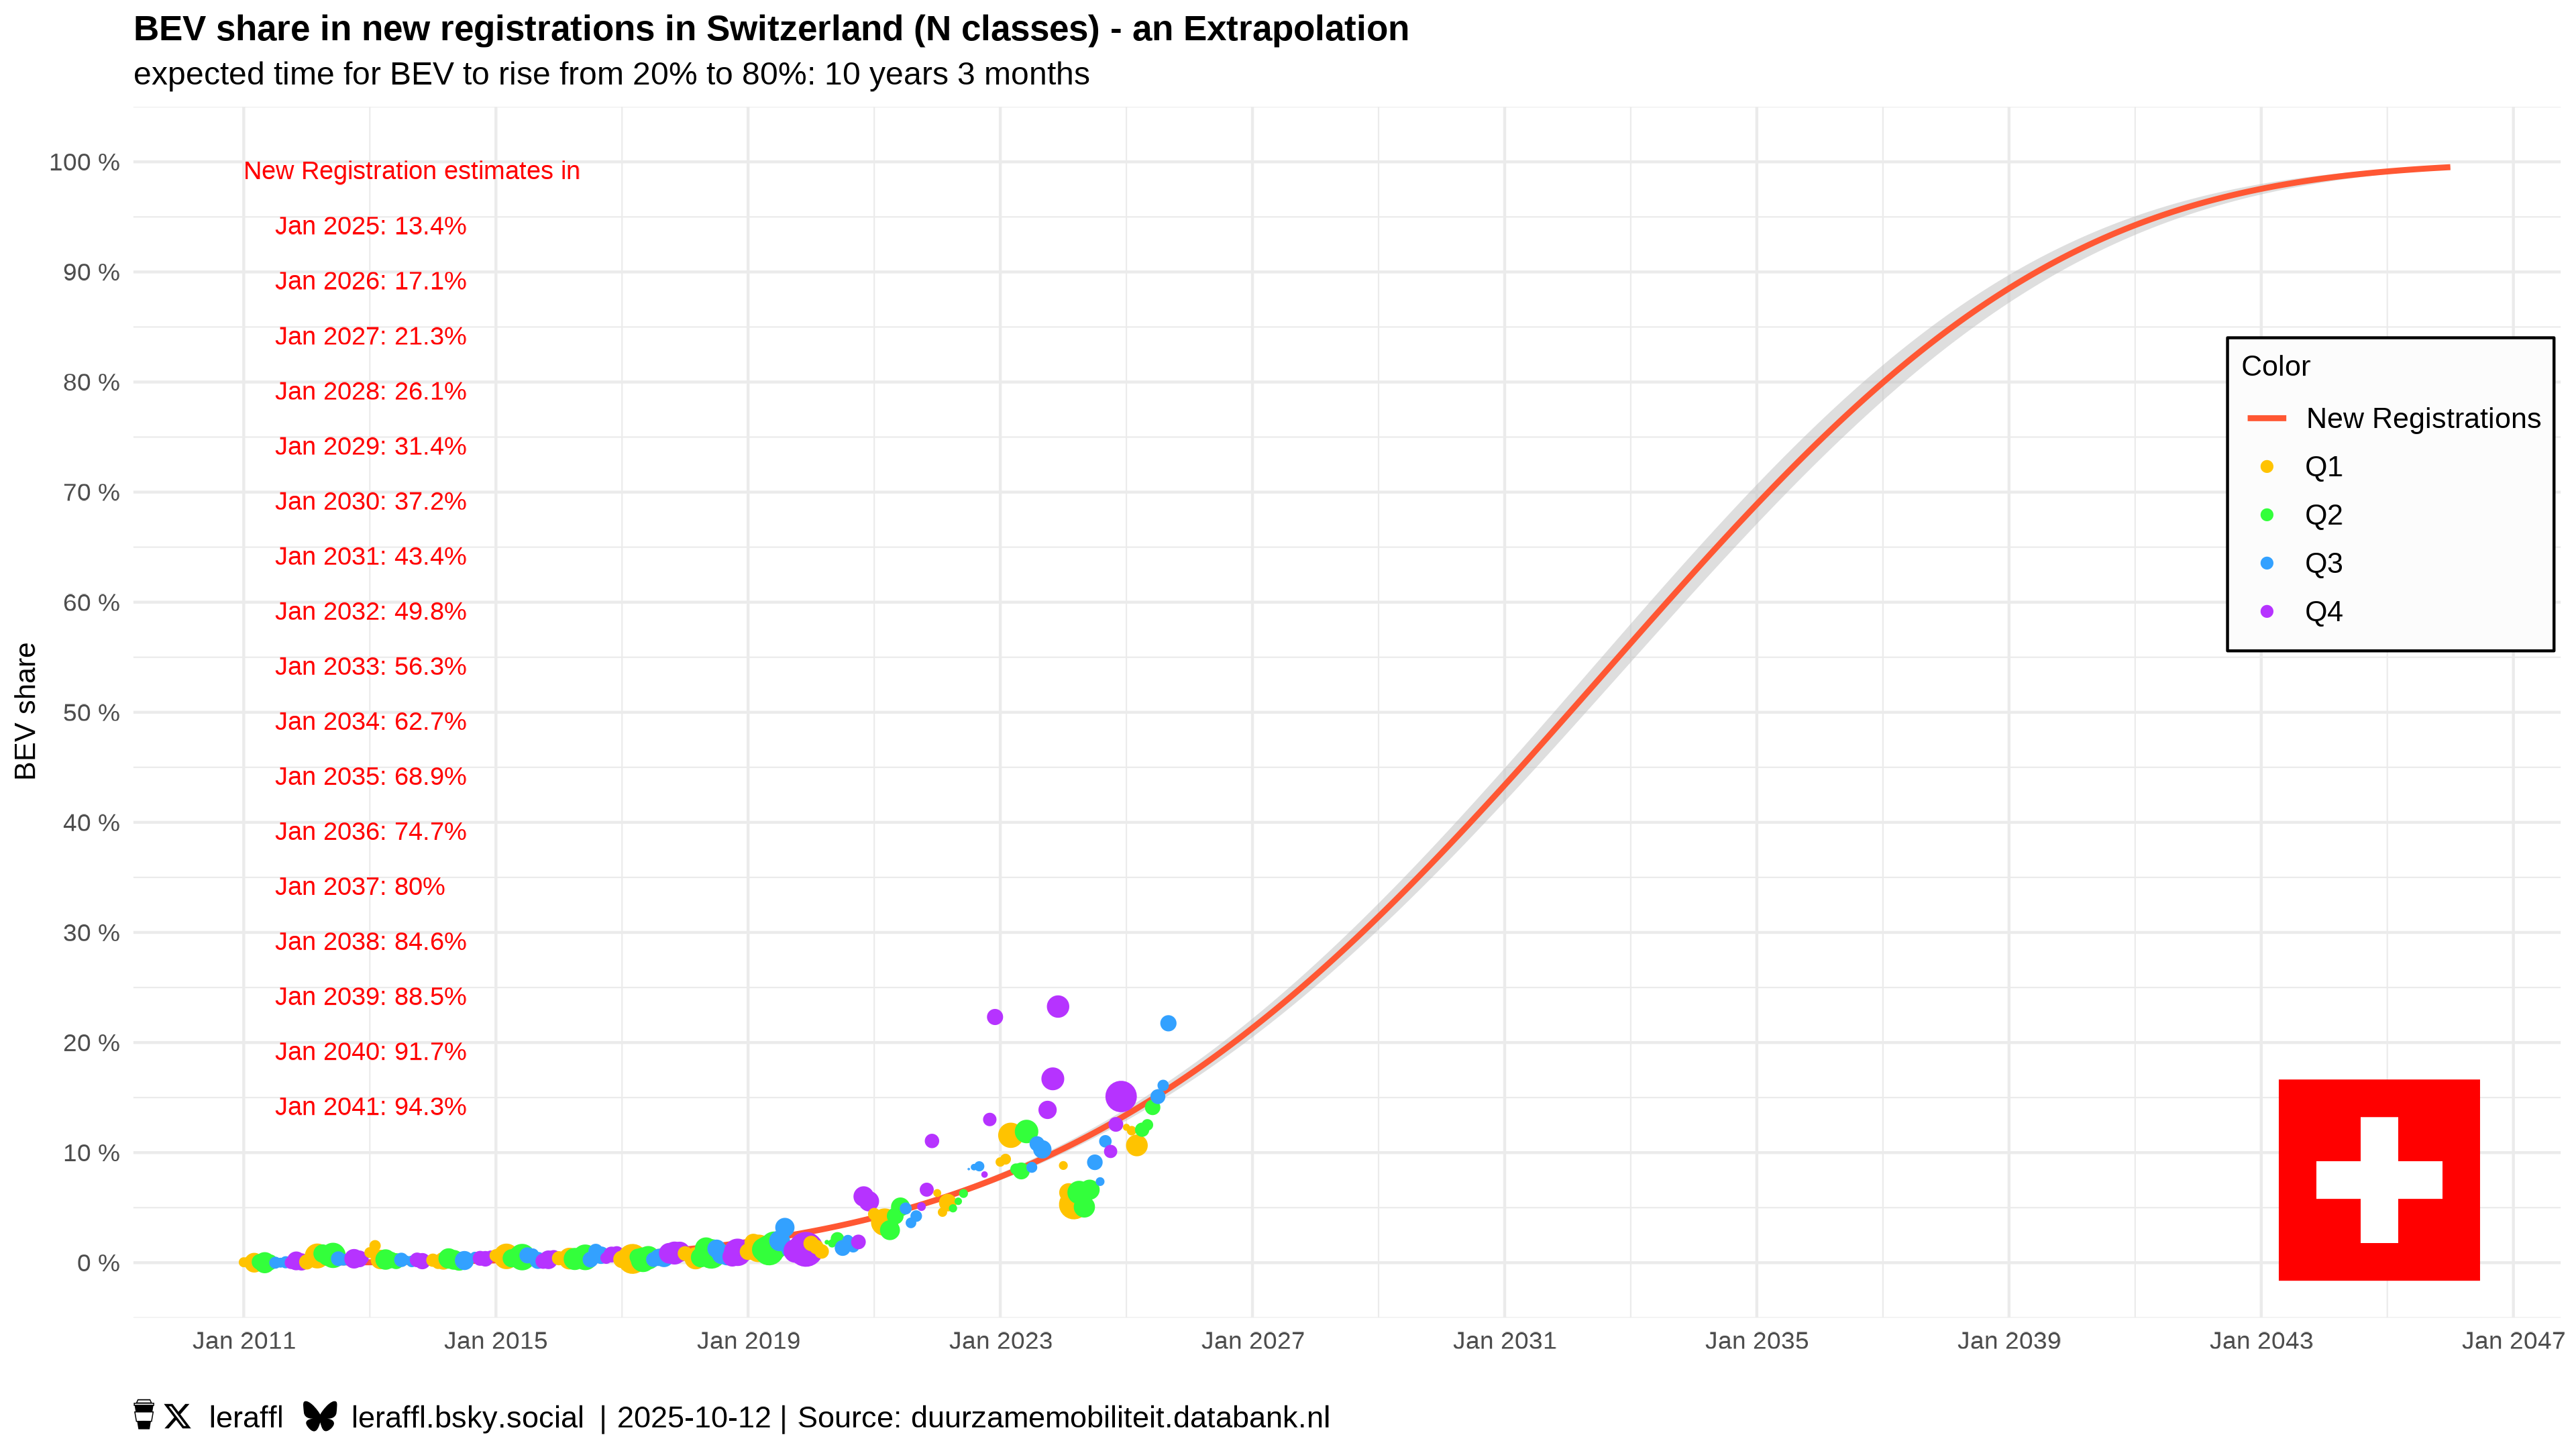 BEV share in new registrations in Switzerland (N classes) - an Extrapolation
expected time for BEV to rise from 20% to 80%: 10 years 3 months
BEV share
100 %
90 %
80 %
70 %
60 %
50 %
40 %
30 %
20 %
10 %
0 %
New Registration estimates in
Jan 2025: 13.4%
Jan 2026: 17.1%
Jan 2027: 21.3%
Jan 2028: 26.1%
Jan 2029: 31.4%
Jan 2030: 37.2%
Jan 2031: 43.4%
Jan 2032: 49.8%
Jan 2033: 56.3%
Jan 2034: 62.7%
Jan 2035: 68.9%
Jan 2036: 74.7%
Jan 2037: 80%
Jan 2038: 84.6%
Jan 2039: 88.5%
Jan 2040: 91.7%
Jan 2041: 94.3%
Color
New Registrations
Q1
Q2
Q3
Q4
Jan 2011 Jan 2015 Jan 2019 Jan 2023 Jan 2027 Jan 2031 Jan 2035 Jan 2039 Jan 2043 Jan 2047
leraffl leraffl.bsky.social | 2025-10-12 | Source: duurzamemobiliteit.databank.nl